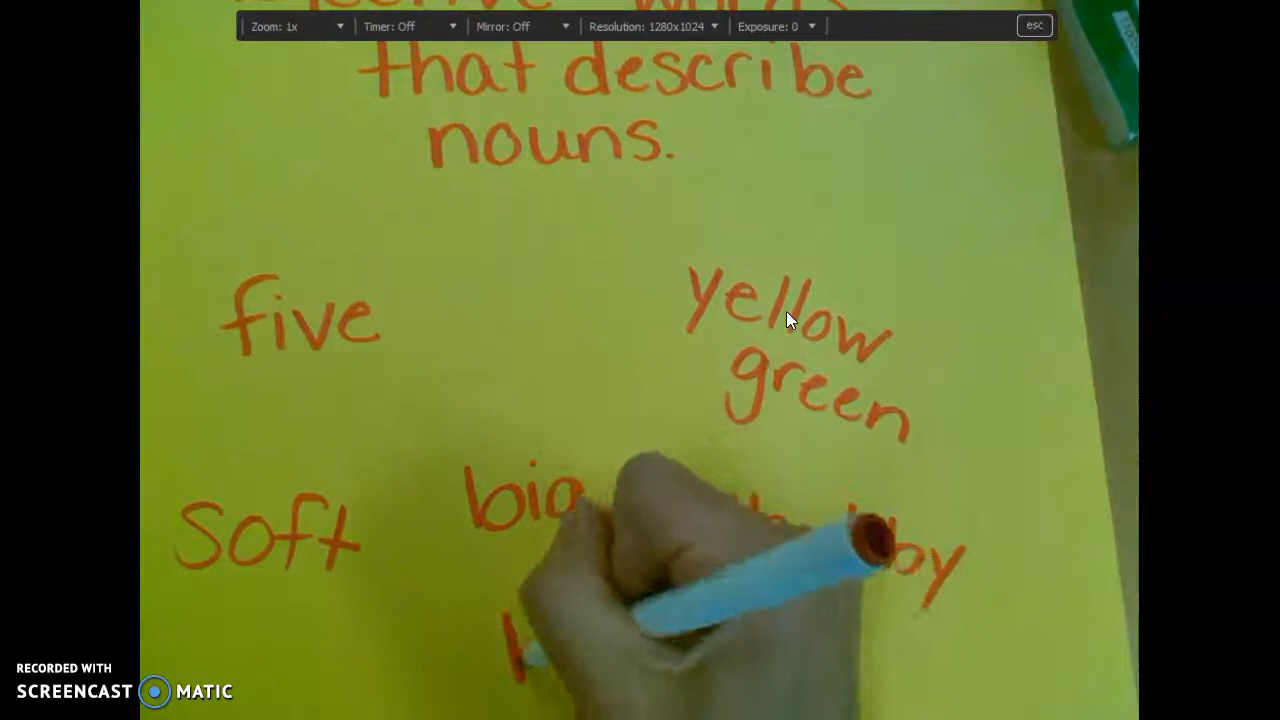 Zoom: 1x Timer: Off Mirror: Off Resolution: 1280x1024 Exposure: 0 esc
that describe
nouns.
five
yellow
green
soft
RECORDED WITH
SCREENCAST MATIC